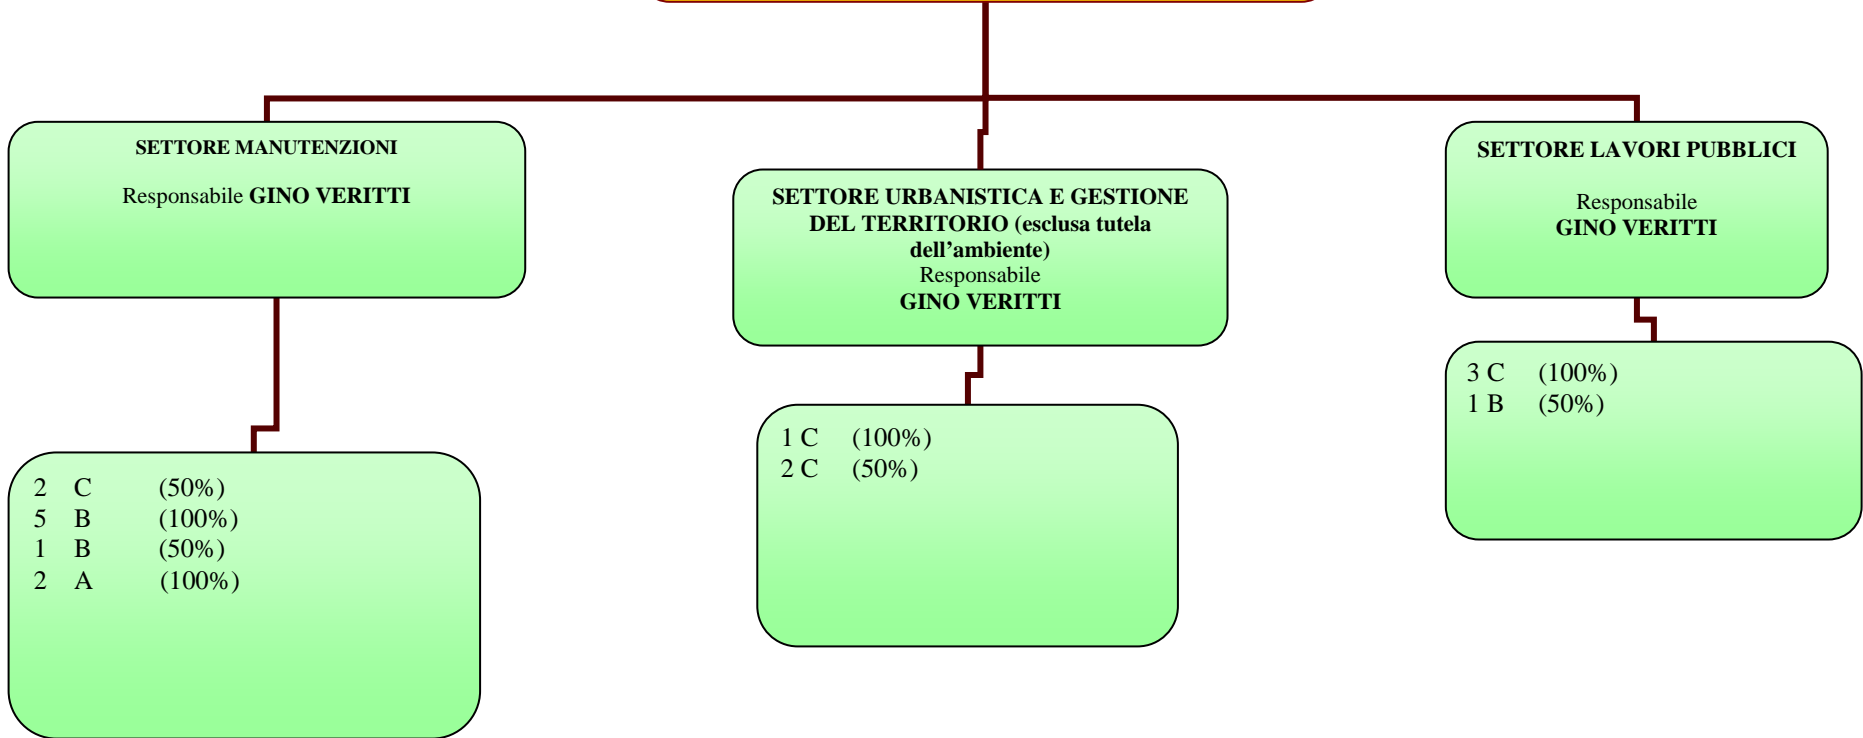 SETTORE MANUTENZIONI
Responsabile GINO VERITTI
2 C (50%)
5 B (100%)
1 B (50%)
2 A (100%)
SETTORE URBANISTICA E GESTIONE
DEL TERRITORIO (esclusa tutela
dell’ambiente)
Responsabile
GINO VERITTI
1 C (100%)
2 C (50%)
SETTORE LAVORI PUBBLICI
Responsabile
GINO VERITTI
3 C (100%)
1 B (50%)